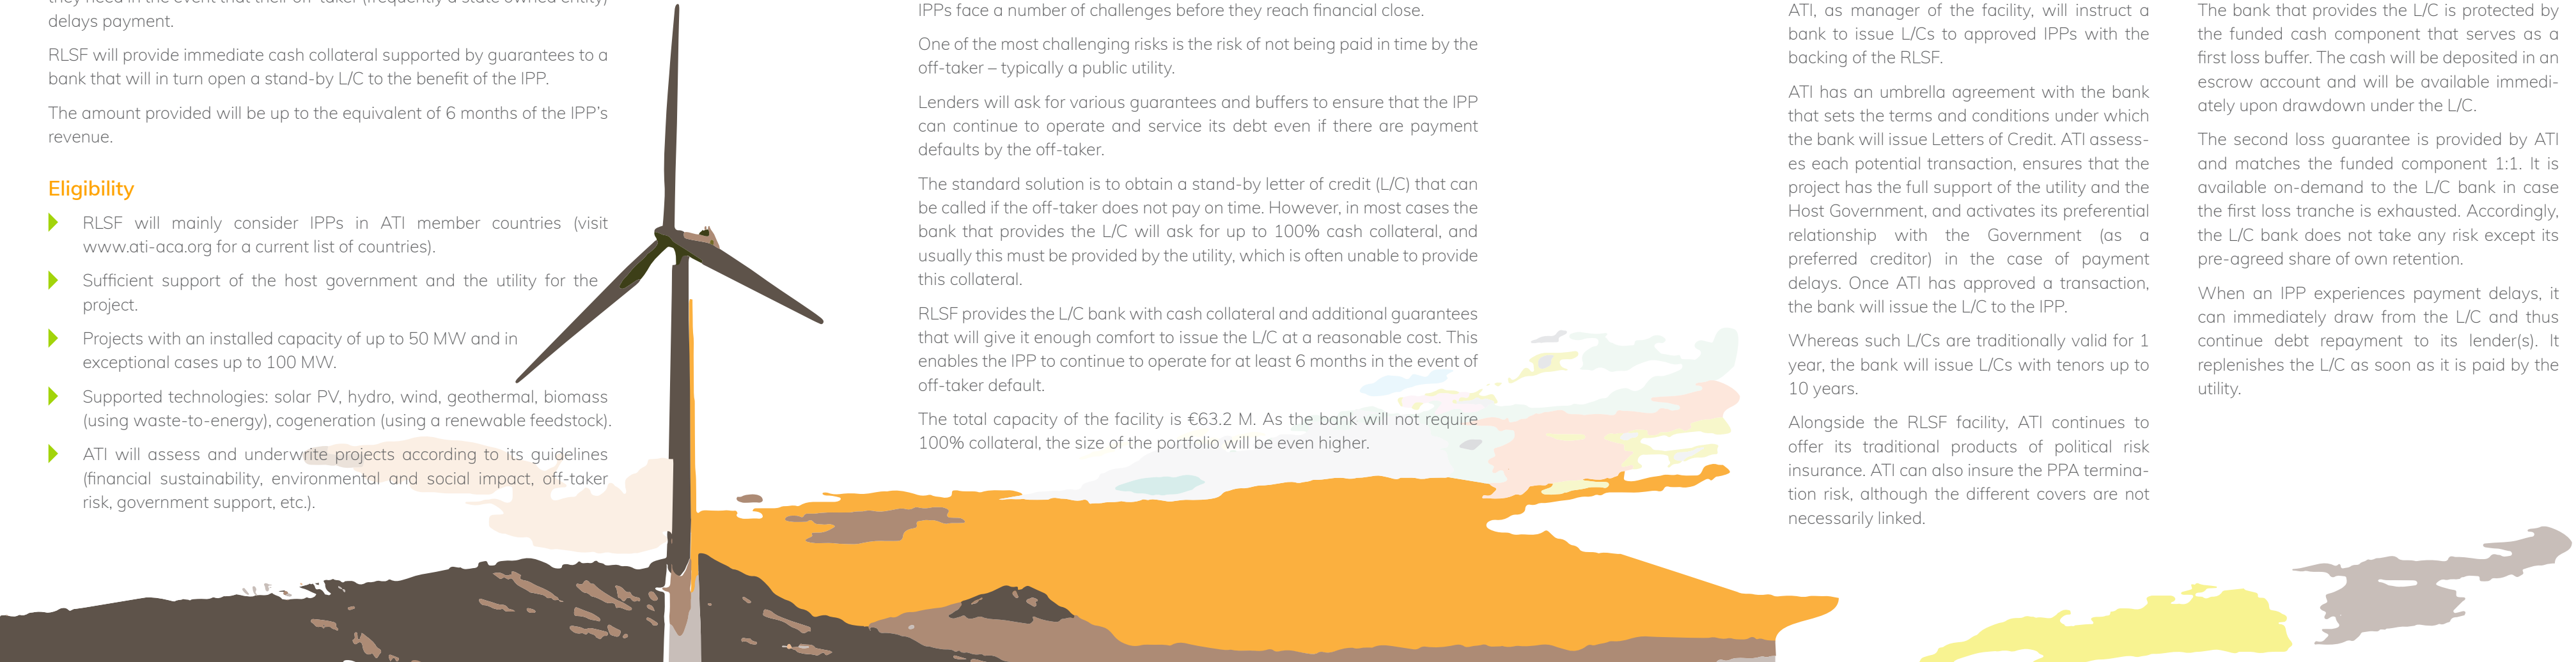 they need in the event that their off-taker (frequently a state owned entity)
delays payment.
RLSF will provide immediate cash collateral supported by guarantees to a
bank that will in turn open a stand-by L/C to the benefit of the IPP.
The amount provided will be up to the equivalent of 6 months of the IPP's
revenue.
Eligibility
RLSF will mainly consider IPPs in ATI member countries (visit
www.ati-aca.org for a current list of countries).
Sufficient support of the host government and the utility for the
project.
Projects with an installed capacity of up to 50 MW and in
exceptional cases up to 100 MW.
Supported technologies: solar PV, hydro, wind, geothermal, biomass
(using waste-to-energy), cogeneration (using a renewable feedstock).
ATI will assess and underwrite projects according to its guidelines
(financial sustainability, environmental and social impact, off-taker
risk, government support, etc.).
IPPs face a number of challenges before they reach financial close.
One of the most challenging risks is the risk of not being paid in time by the
off-taker – typically a public utility.
Lenders will ask for various guarantees and buffers to ensure that the IPP
can continue to operate and service its debt even if there are payment
defaults by the off-taker.
The standard solution is to obtain a stand-by letter of credit (L/C) that can
be called if the off-taker does not pay on time. However, in most cases the
bank that provides the L/C will ask for up to 100% cash collateral, and
usually this must be provided by the utility, which is often unable to provide
this collateral.
RLSF provides the L/C bank with cash collateral and additional guarantees
that will give it enough comfort to issue the L/C at a reasonable cost. This
enables the IPP to continue to operate for at least 6 months in the event of
off-taker default.
The total capacity of the facility is €63.2 M. As the bank will not require
100% collateral, the size of the portfolio will be even higher.
ATI, as manager of the facility, will instruct a
bank to issue L/Cs to approved IPPs with the
backing of the RLSF.
ATI has an umbrella agreement with the bank
that sets the terms and conditions under which
the bank will issue Letters of Credit. ATI assess-
es each potential transaction, ensures that the
project has the full support of the utility and the
Host Government, and activates its preferential
relationship with the Government (as a
preferred creditor) in the case of payment
delays. Once ATI has approved a transaction,
the bank will issue the L/C to the IPP.
Whereas such L/Cs are traditionally valid for 1
year, the bank will issue L/Cs with tenors up to
10 years.
Alongside the RLSF facility, ATI continues to
offer its traditional products of political risk
insurance. ATI can also insure the PPA termina-
tion risk, although the different covers are not
necessarily linked.
The bank that provides the L/C is protected by
the funded cash component that serves as a
first loss buffer. The cash will be deposited in an
escrow account and will be available immedi-
ately upon drawdown under the L/C.
The second loss guarantee is provided by ATI
and matches the funded component 1:1. It is
available on-demand to the L/C bank in case
the first loss tranche is exhausted. Accordingly,
the L/C bank does not take any risk except its
pre-agreed share of own retention.
When an IPP experiences payment delays, it
can immediately draw from the L/C and thus
continue debt repayment to its lender(s). It
replenishes the L/C as soon as it is paid by the
utility.